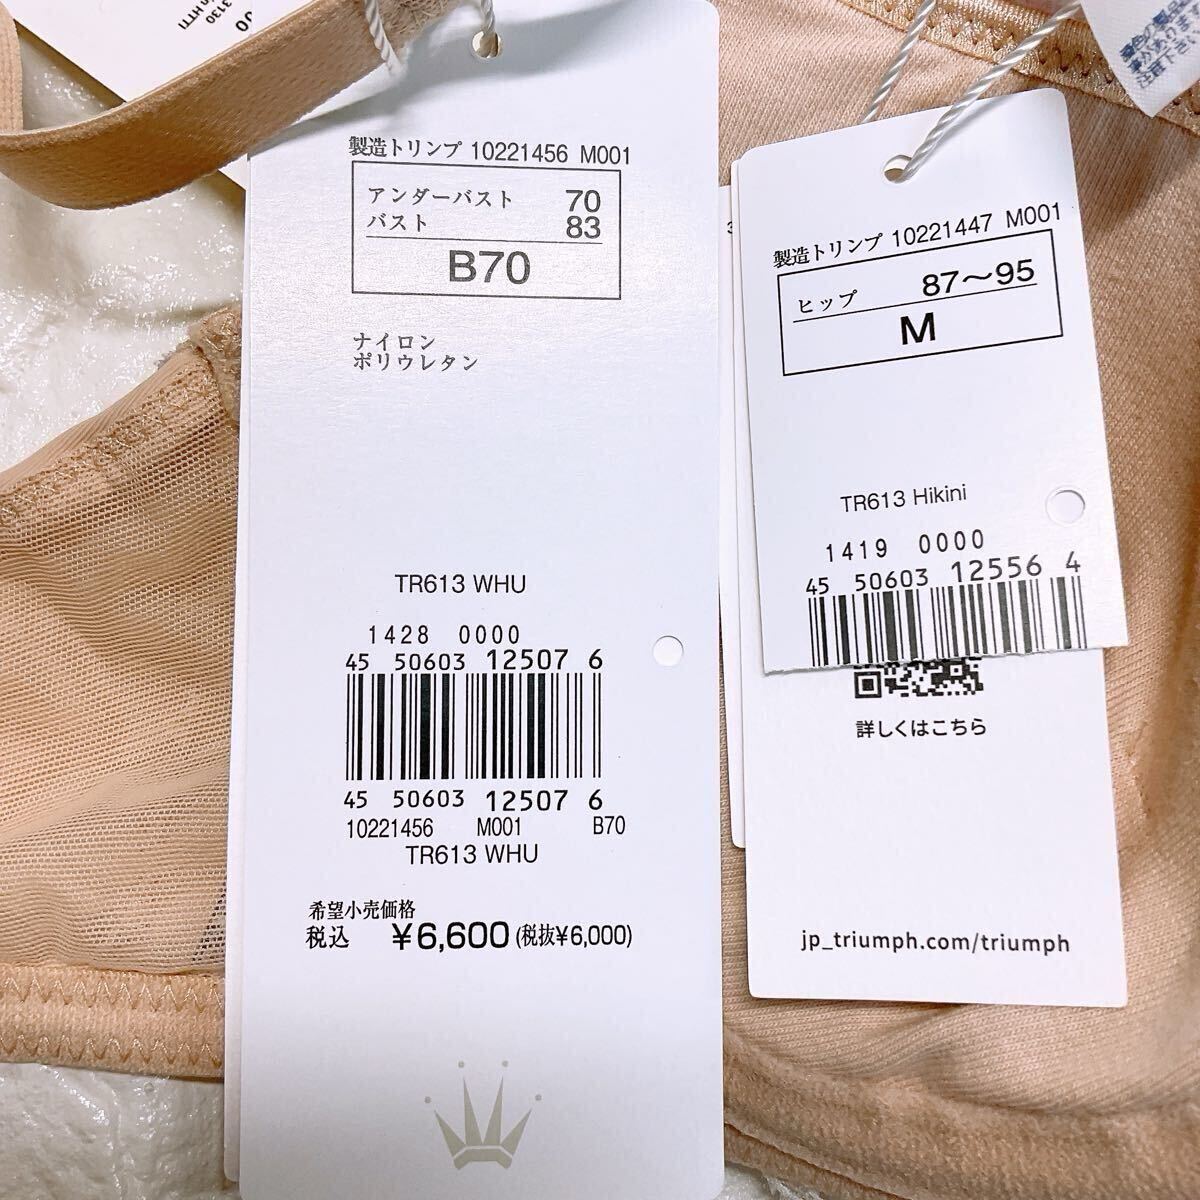 製造トリンプ 10221456 M001
アンダーバスト 70
バスト 83
B70
ナイロン
ポリウレタン
TR613 WHU
1428 0000
45 50603 12507 6
45 50603 12507 6
10221456 M001 B70
TR613 WHU
希望小売価格
税込 ¥6,600 (税抜¥6,000)
製造トリンプ 10221447 M001
ヒップ 87〜95
M
TR613 Hikini
1419 0000
45 50603 12556 4
詳しくはこちら
jp_triumph.com/triumph
3130